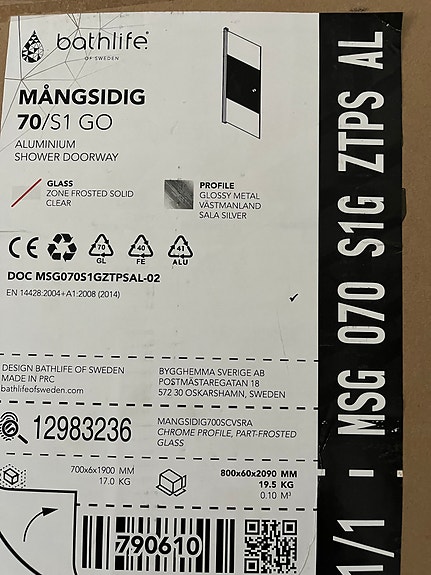 bathlife
OF SWEDEN
MÅNGSIDIG
70/S1 GO
ALUMINIUM
SHOWER DOORWAY
GLASS
ZONE FROSTED SOLID
CLEAR
PROFILE
GLOSSY METAL
VÄSTMANLAND
SALA SILVER
CE
70
GL
40
FE
41
ALU
DOC MSG070S1GZTPSAL-02
EN 14428:2004+A1:2008 (2014)
✓
DESIGN BATHLIFE OF SWEDEN
MADE IN PRC
bathlifeofsweden.com
BYGGHEMMA SVERIGE AB
POSTMÄSTAREGATAN 18
572 30 OSKARSHAMN, SWEDEN
12983236
MANGSIDIG700SCVSRA
CHROME PROFILE, PART-FROSTED
GLASS
700x6x1900 MM
17.0 KG
800x60x2090 MM
19.5 KG
0.10 M³
790610
1/1 - MSG 070 S1G ZTPS AL